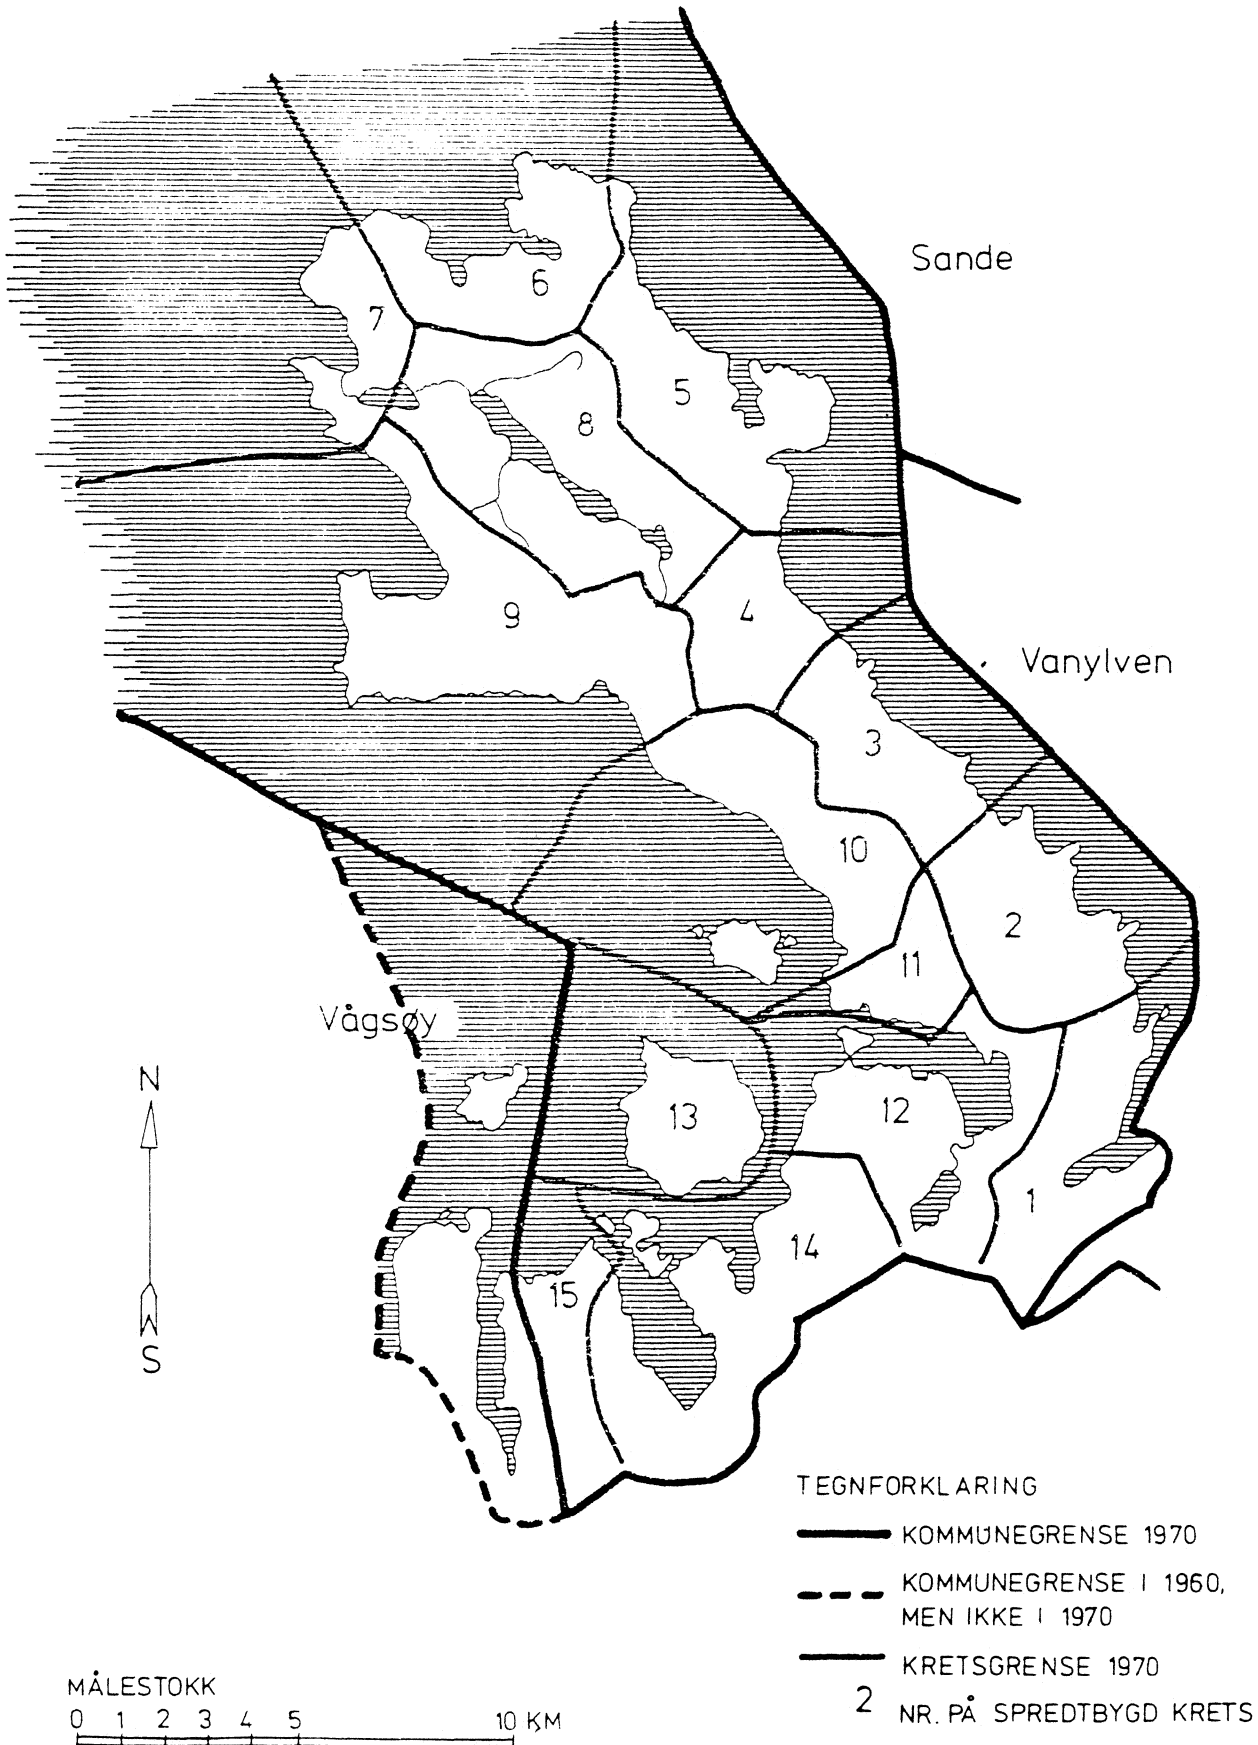 Sande
6
7
5
8
9
4
Vanylven
3
10
2
11
Vågsøy
N
13
12
1
14
15
S
TEGNFORKLARING
KOMMUNEGRENSE 1970
KOMMUNEGRENSE I 1960,
MEN IKKE I 1970
KRETSGRENSE 1970
2 NR. PÅ SPREDTBYGD KRETS
MÅLESTOKK
0 1 2 3 4 5 10 KM